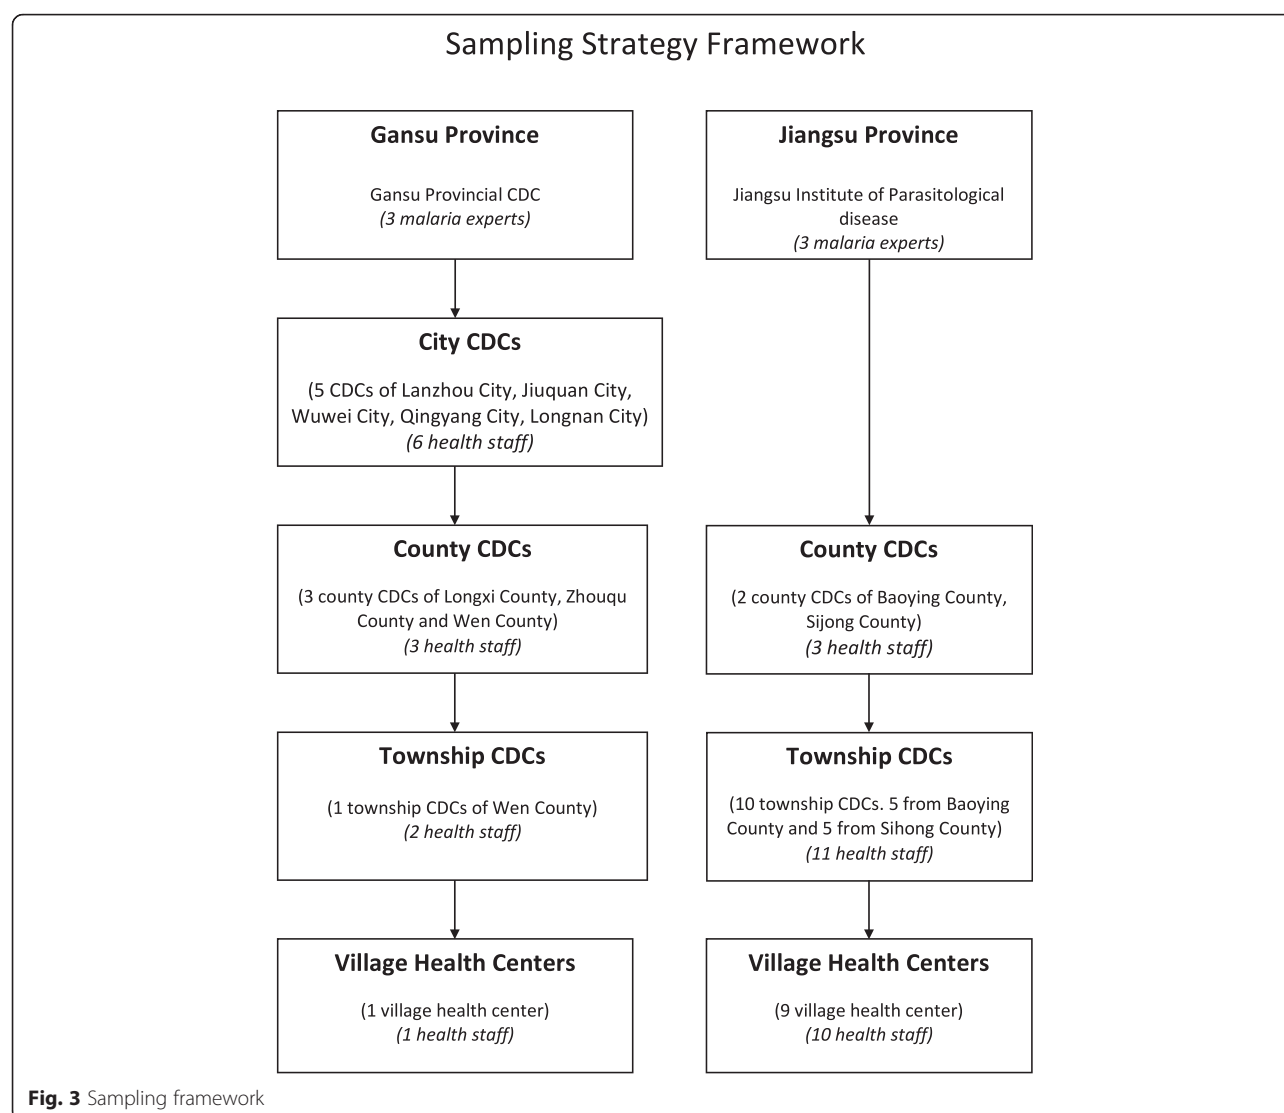 Sampling Strategy Framework
Gansu Province
Gansu Provincial CDC
(3 malaria experts)
Jiangsu Province
Jiangsu Institute of Parasitological
disease
(3 malaria experts)
City CDCs
(5 CDCs of Lanzhou City, Jiuquan City,
Wuwei City, Qingyang City, Longnan City)
(6 health staff)
County CDCs
(3 county CDCs of Longxi County, Zhouqu
County and Wen County)
(3 health staff)
County CDCs
(2 county CDCs of Baoying County,
Sijong County)
(3 health staff)
Township CDCs
(1 township CDCs of Wen County)
(2 health staff)
Township CDCs
(10 township CDCs. 5 from Baoying
County and 5 from Sihong County)
(11 health staff)
Village Health Centers
(1 village health center)
(1 health staff)
Village Health Centers
(9 village health center)
(10 health staff)
Fig. 3 Sampling framework